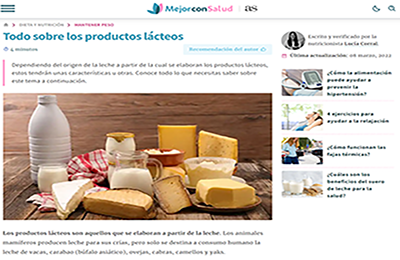 MejorconSalud as
DIETA Y NUTRICIÓN > MANTENER PESO
Todo sobre los productos lácteos
4 minutos
Recomendación del autor
Dependiendo del origen de la leche a partir de la cual se elaboran los productos lácteos,
éstos tendrán unas características u otras. Conoce todo lo que necesitas saber sobre
este tema a continuación.
Los productos lácteos son aquellos que se elaboran a partir de la leche. Los animales
mamíferos producen leche para sus crías, pero solo se destina a consumo humano la
leche de vacas, carabao (búfalo asiático), ovejas, cabras, camellos y yaks.
Escrito y verificado por la
nutricionista Lucía Corral.
Última actualización: 08 marzo, 2022
¿Cómo la alimentación
puede ayudar a
prevenir la
hipertensión?
4 ejercicios para
ayudar a la relajación
¿Cómo funcionan las
fajas térmicas?
¿Cuáles son los
beneficios del suero
de leche para la
salud?